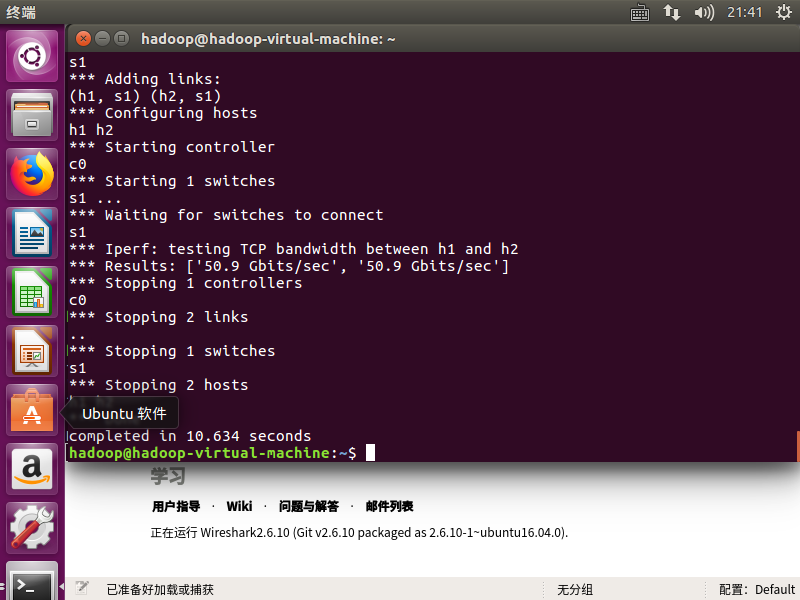 终端
21:41
hadoop@hadoop-virtual-machine: ~
s1
*** Adding links:
(h1, s1) (h2, s1)
*** Configuring hosts
h1 h2
*** Starting controller
c0
*** Starting 1 switches
s1 ...
*** Waiting for switches to connect
s1
*** Iperf: testing TCP bandwidth between h1 and h2
*** Results: ['50.9 Gbits/sec', '50.9 Gbits/sec']
*** Stopping 1 controllers
c0
*** Stopping 2 links
..
*** Stopping 1 switches
s1
*** Stopping 2 hosts
Ubuntu 软件
completed in 10.634 seconds
hadoop@hadoop-virtual-machine:~$
学习
用户指导 · Wiki · 问题与解答 · 邮件列表
正在运行 Wireshark2.6.10 (Git v2.6.10 packaged as 2.6.10-1~ubuntu16.04.0).
已准备好加载或捕获
无分组
配置: Default